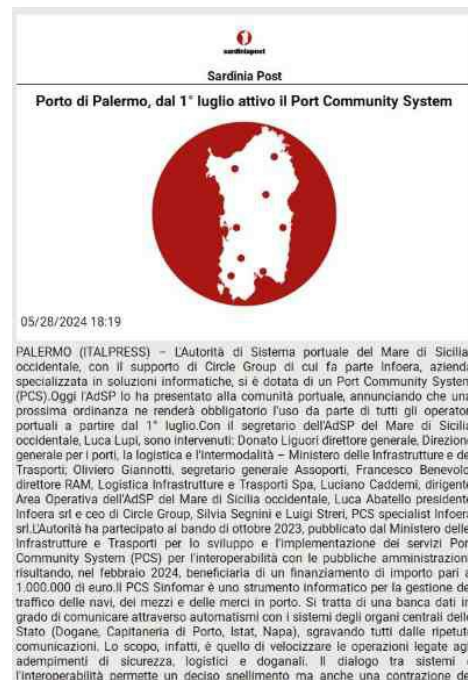 sardiniapost
Sardinia Post
Porto di Palermo, dal 1° luglio attivo il Port Community System
05/28/2024 18:19
PALERMO (ITALPRESS) – L'Autorità di Sistema portuale del Mare di Sicilia
occidentale, con il supporto di Circle Group di cui fa parte Infoera, azienda
specializzata in soluzioni informatiche, si è dotata di un Port Community System
(PCS).Oggi l'AdSP lo ha presentato alla comunità portuale, annunciando che una
prossima ordinanza ne renderà obbligatorio l'uso da parte di tutti gli operator
portuali a partire dal 1° luglio.Con il segretario dell'AdSP del Mare di Sicilia
occidentale, Luca Lupi, sono intervenuti: Donato Liguori direttore generale, Direzione
generale per i porti, la logistica e l'intermodalità – Ministero delle Infrastrutture e de
Trasporti; Oliviero Giannotti, segretario generale Assoporti, Francesco Benevolo
direttore RAM, Logistica Infrastrutture e Trasporti Spa, Luciano Caddemi, dirigente
Area Operativa dell'AdSP del Mare di Sicilia occidentale, Luca Abatello presidente
Infoera srl e ceo di Circle Group, Silvia Segnini e Luigi Streri, PCS specialist Infoera
srl.L'Autorità ha partecipato al bando di ottobre 2023, pubblicato dal Ministero delle
Infrastrutture e Trasporti per lo sviluppo e l'implementazione dei servizi Por
Community System (PCS) per l'interoperabilità con le pubbliche amministrazion
risultando, nel febbraio 2024, beneficiaria di un finanziamento di importo pari a
1.000.000 di euro.Il PCS Sinfomar è uno strumento informatico per la gestione de
traffico delle navi, dei mezzi e delle merci in porto. Si tratta di una banca dati in
grado di comunicare attraverso automatismi con i sistemi degli organi centrali dello
Stato (Dogane, Capitaneria di Porto, Istat, Napa), sgravando tutti dalle ripetute
comunicazioni. Lo scopo, infatti, è quello di velocizzare le operazioni legate agl
adempimenti di sicurezza, logistici e doganali. Il dialogo tra sistemi e
l'interoperabilità permette un deciso snellimento ma anche una contrazione de